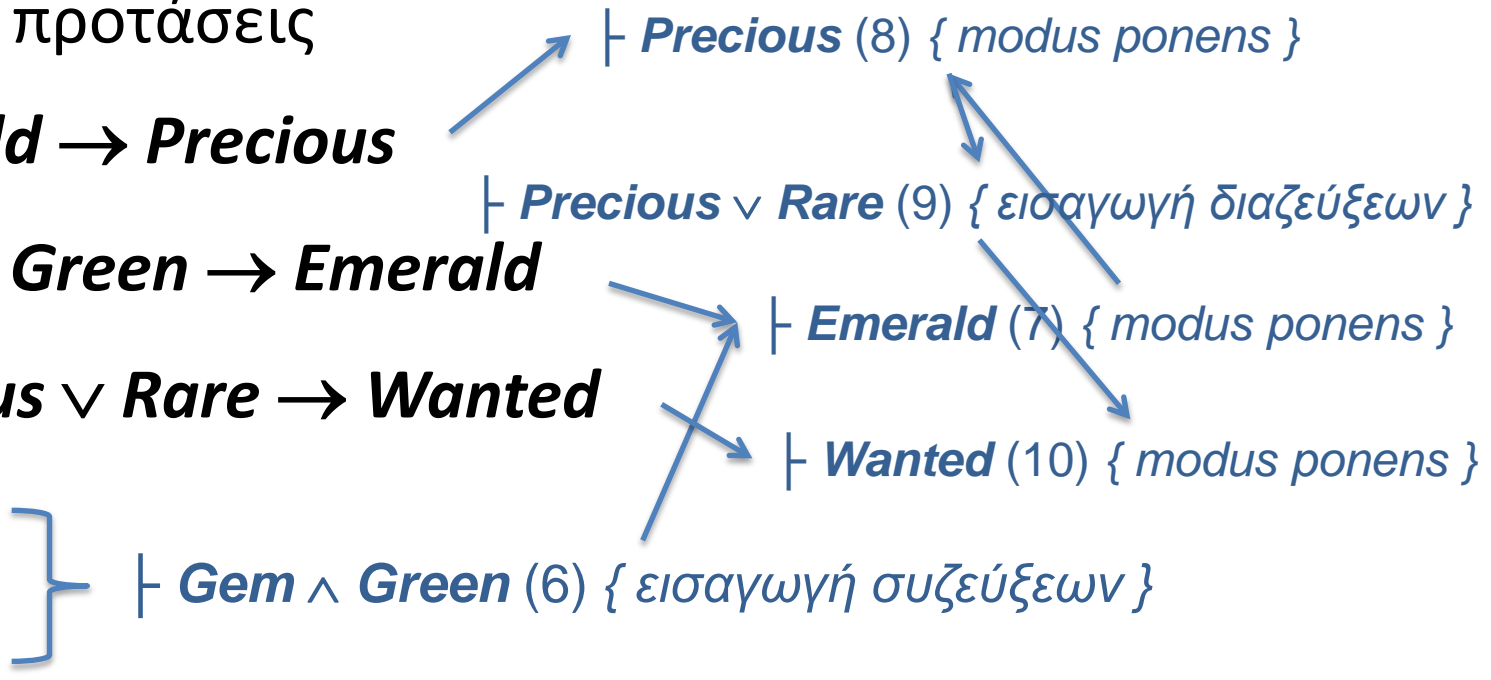 προτάσεις
├ Precious (8) { modus ponens }
ld → Precious
├ Precious ∨ Rare (9) { εισαγωγή διαζεύξεων }
Green → Emerald
├ Emerald (7) { modus ponens }
us ∨ Rare → Wanted
├ Wanted (10) { modus ponens }
├ Gem ∧ Green (6) { εισαγωγή συζεύξεων }